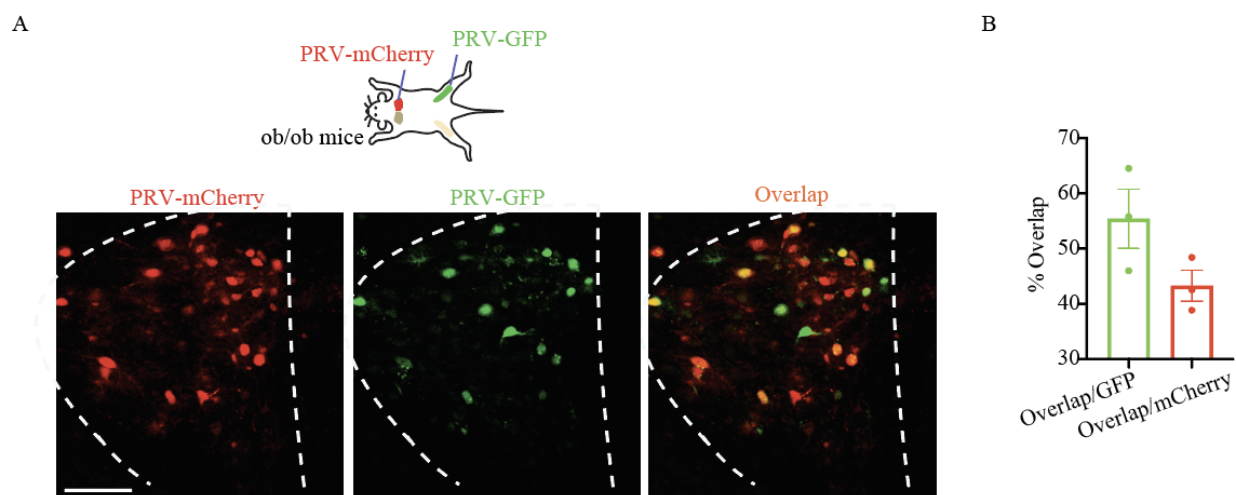 A
B
PRV-GFP
PRV-mCherry
ob/ob mice
PRV-mCherry
PRV-GFP
Overlap
70
60
50
40
30
% Overlap
Overlap/GFP
Overlap/mCherry